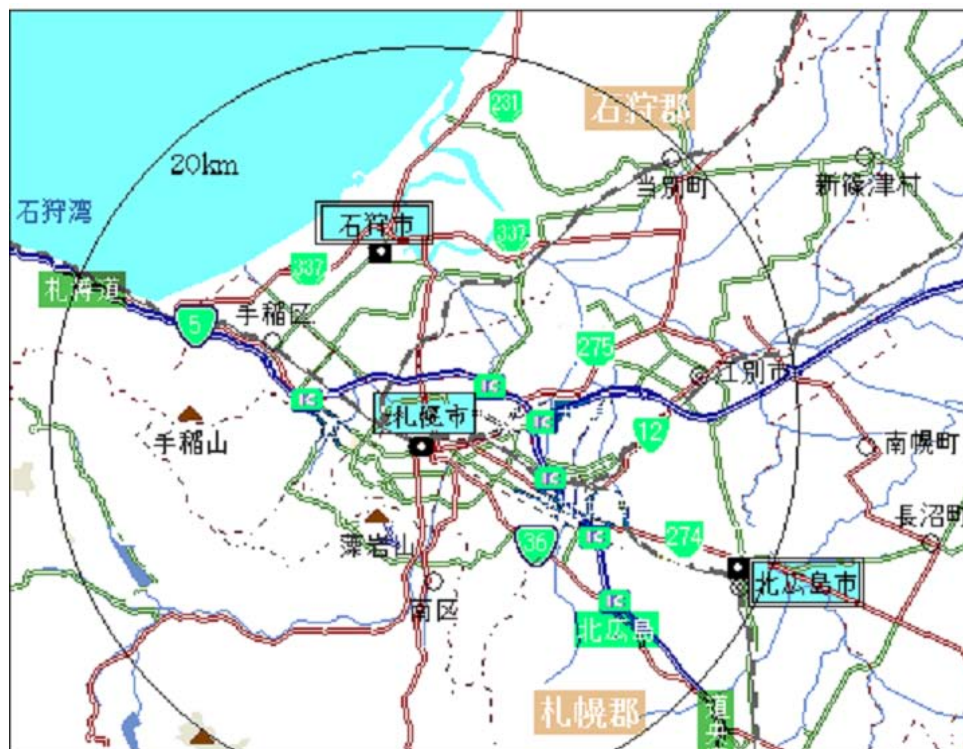 231
石狩郡
20km
当別町
新篠津村
石狩湾
石狩市
337
337
札樽道
5
手稲区
275
江別市
札幌市
手稲山
12
南幌町
長沼町
藻岩山
36
274
北広島市
南区
北広島
札幌郡
道央